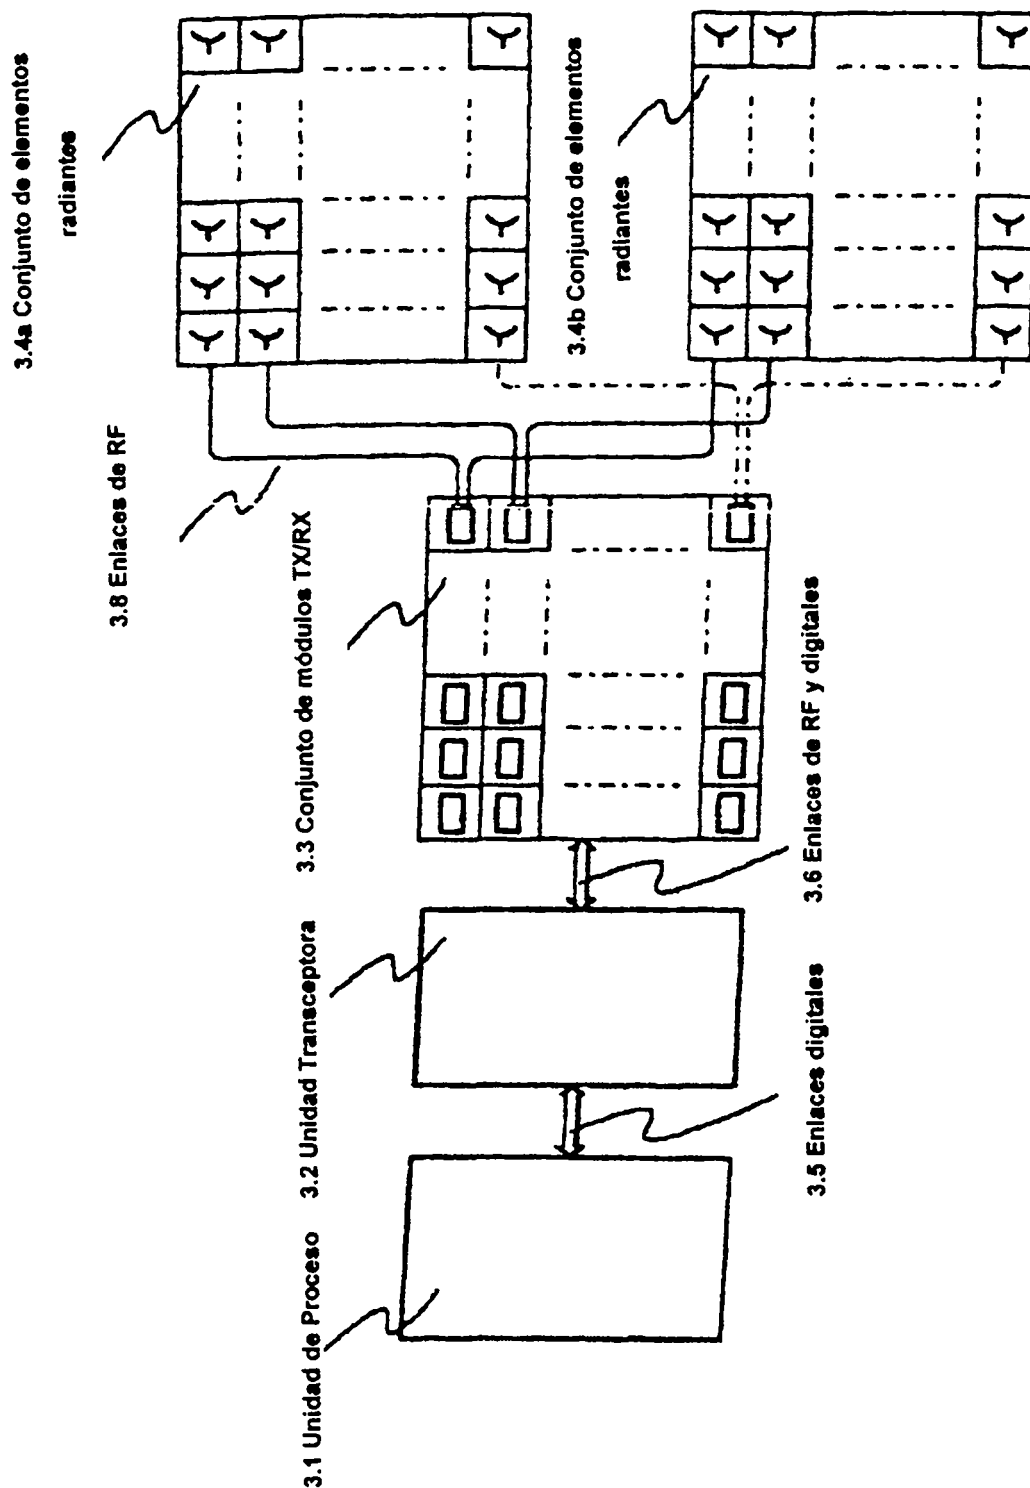 3.4a Conjunto de elementos
radiantes
3.8 Enlaces de RF
3.4b Conjunto de elementos
radiantes
3.3 Conjunto de módulos TX/RX
3.6 Enlaces de RF y digitales
3.2 Unidad Transceptora
3.5 Enlaces digitales
3.1 Unidad de Proceso